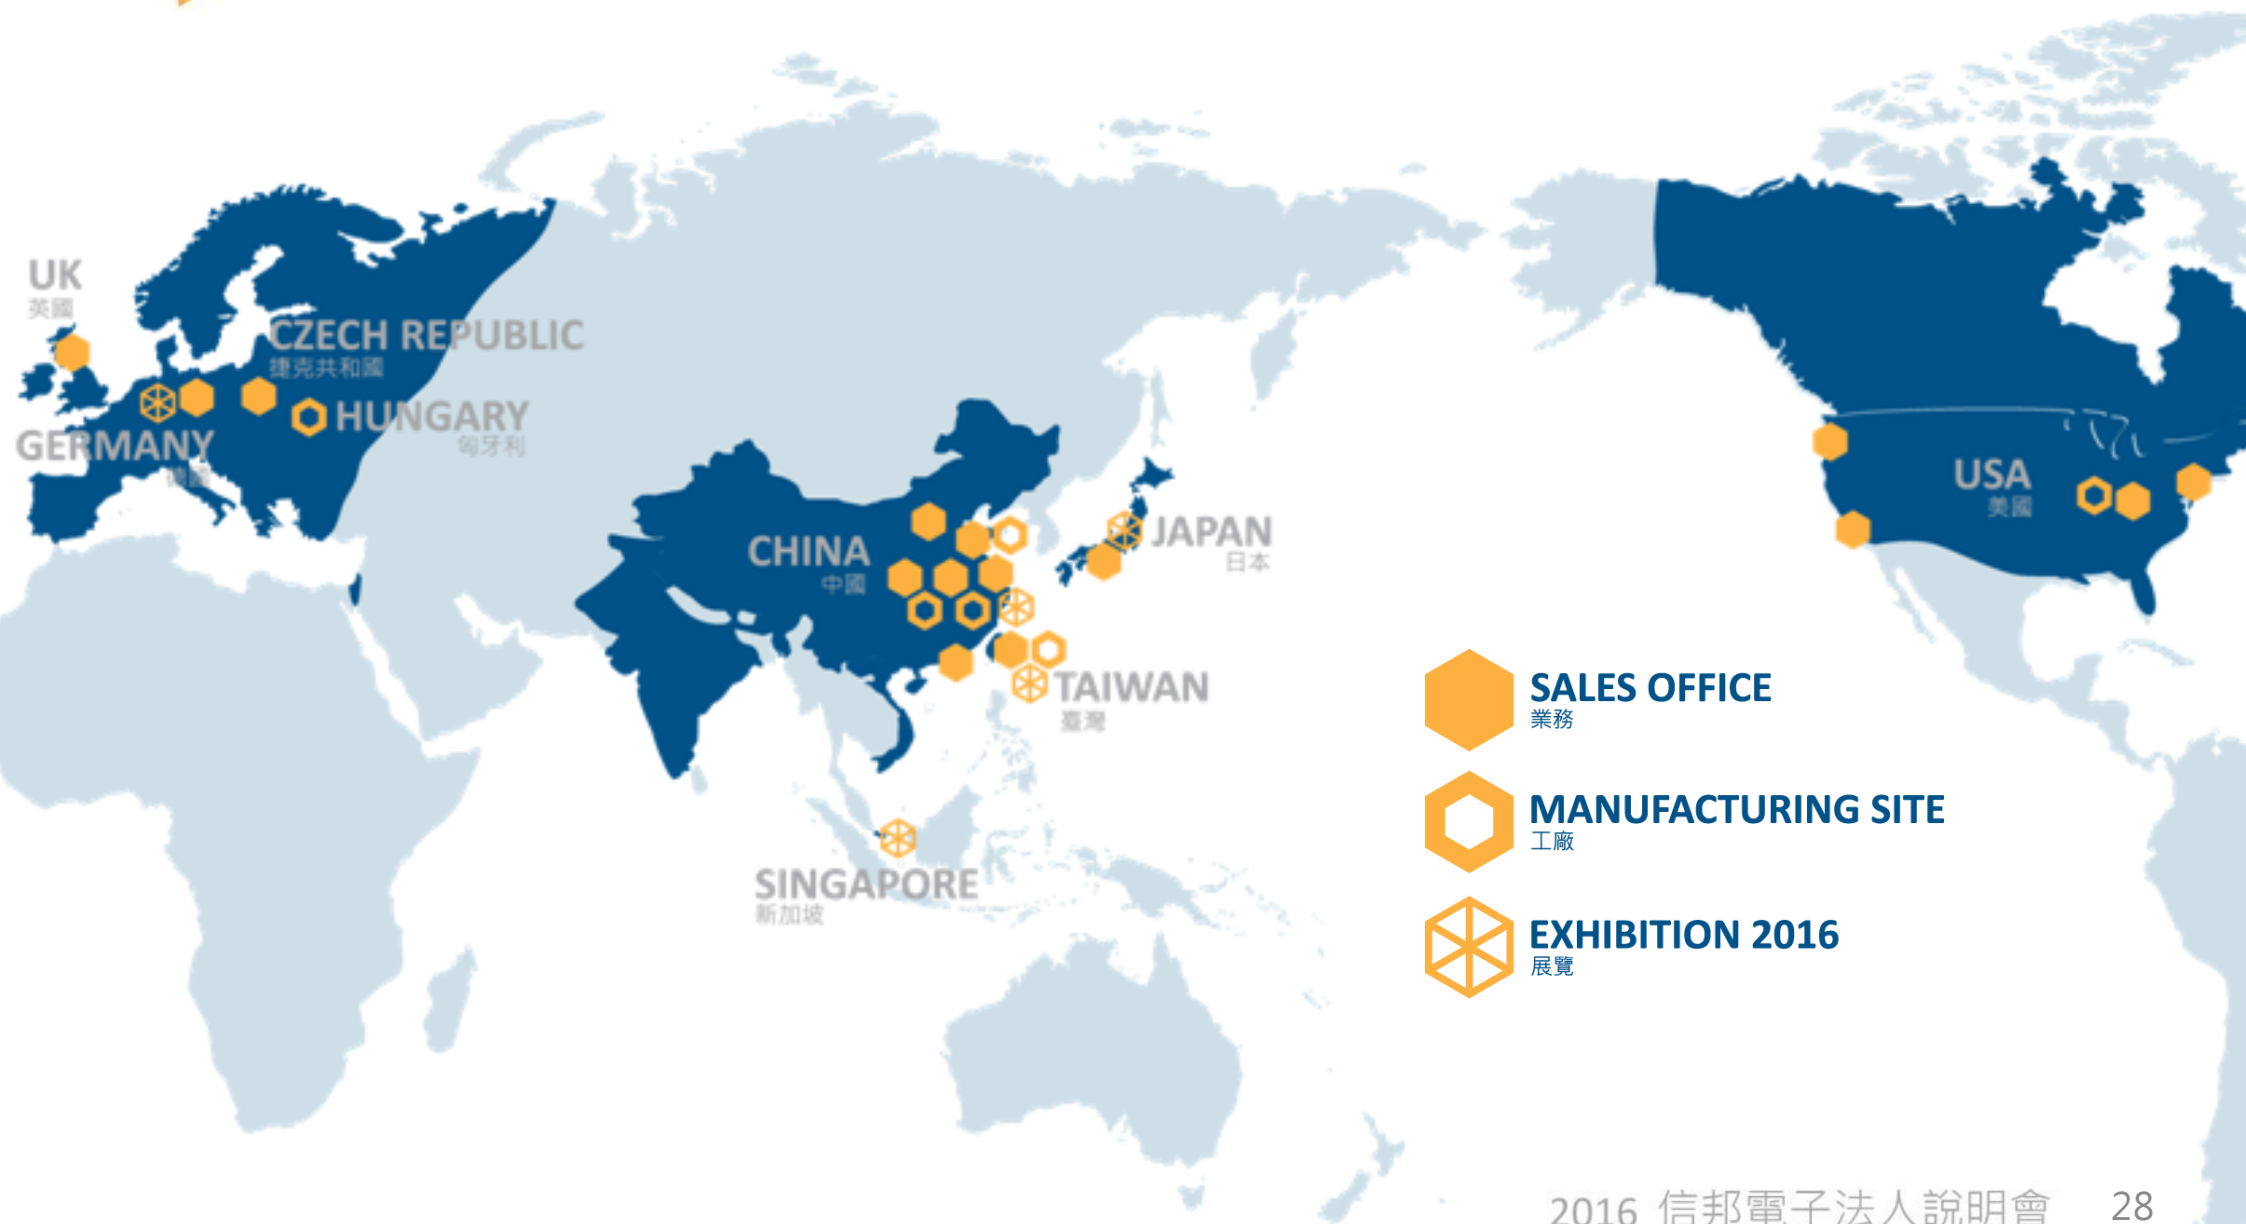 UK
英國
CZECH REPUBLIC
捷克共和國
HUNGARY
匈牙利
GERMANY
德國
CHINA
中國
JAPAN
日本
TAIWAN
臺灣
SINGAPORE
新加坡
USA
美國
SALES OFFICE
業務
MANUFACTURING SITE
工廠
EXHIBITION 2016
展覽
2016 信邦電子法人說明會 28